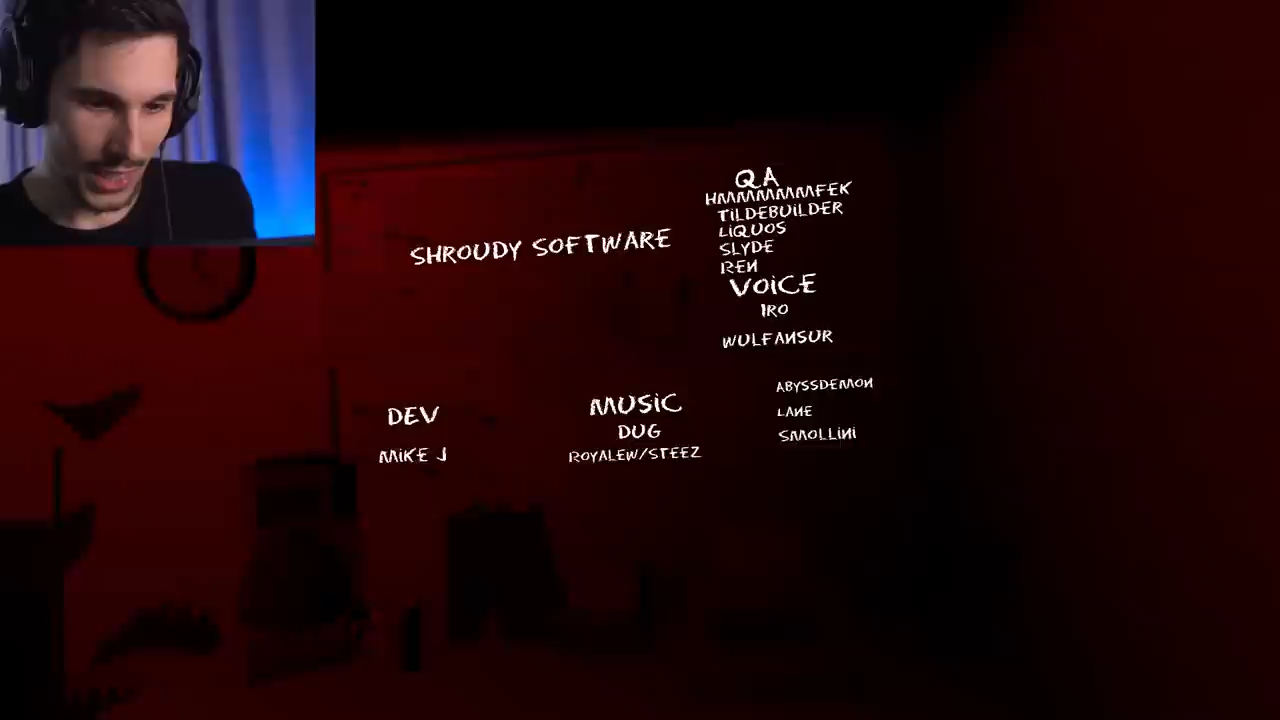 SHROUDY SOFTWARE
QA
HMMMMMMFEK
TiLDEBUiLDER
LiQUOS
SLYDE
REN
VOiCE
IRO
WULFANSUR
ABYSSDEMON
LANE
SMOLLiNi
DEV
MiKE J
MUSiC
DUG
ROYALEW/STEEZ